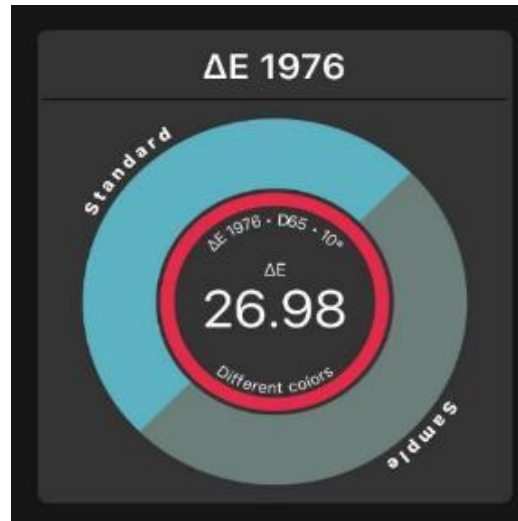 ΔE 1976
Standard
ΔE 1976 • D65 • 10°
ΔE
26.98
Different colors
Sample